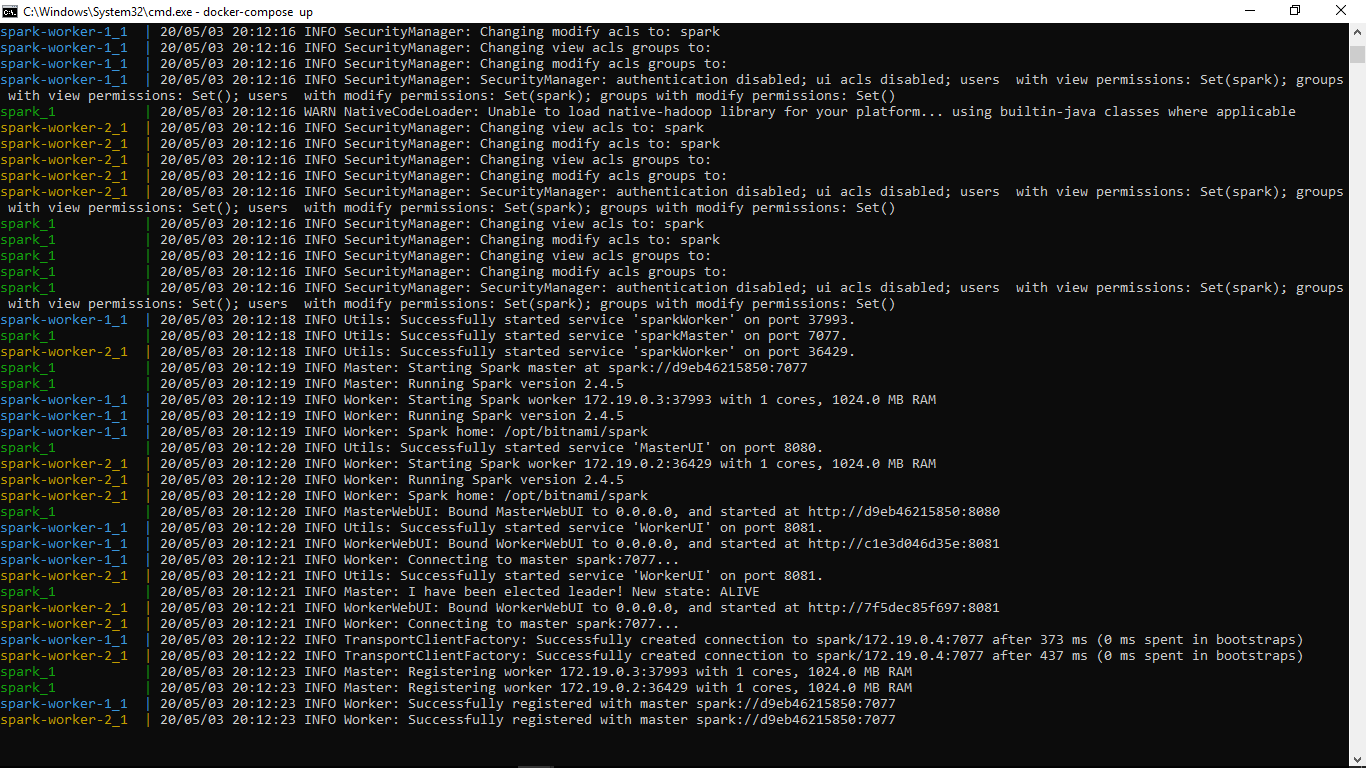 C:\Windows\System32\cmd.exe - docker-compose  up
spark-worker-1_1  | 20/05/03 20:12:16 INFO SecurityManager: Changing modify acls to: spark
spark-worker-1_1  | 20/05/03 20:12:16 INFO SecurityManager: Changing view acls groups to:
spark-worker-1_1  | 20/05/03 20:12:16 INFO SecurityManager: Changing modify acls groups to:
spark-worker-1_1  | 20/05/03 20:12:16 INFO SecurityManager: SecurityManager: authentication disabled; ui acls disabled; users  with view permissions: Set(spark); groups
 with view permissions: Set(); users  with modify permissions: Set(spark); groups with modify permissions: Set()
spark_1           | 20/05/03 20:12:16 WARN NativeCodeLoader: Unable to load native-hadoop library for your platform... using builtin-java classes where applicable
spark-worker-2_1  | 20/05/03 20:12:16 INFO SecurityManager: Changing view acls to: spark
spark-worker-2_1  | 20/05/03 20:12:16 INFO SecurityManager: Changing modify acls to: spark
spark-worker-2_1  | 20/05/03 20:12:16 INFO SecurityManager: Changing view acls groups to:
spark-worker-2_1  | 20/05/03 20:12:16 INFO SecurityManager: Changing modify acls groups to:
spark-worker-2_1  | 20/05/03 20:12:16 INFO SecurityManager: SecurityManager: authentication disabled; ui acls disabled; users  with view permissions: Set(spark); groups
 with view permissions: Set(); users  with modify permissions: Set(spark); groups with modify permissions: Set()
spark_1           | 20/05/03 20:12:16 INFO SecurityManager: Changing view acls to: spark
spark_1           | 20/05/03 20:12:16 INFO SecurityManager: Changing modify acls to: spark
spark_1           | 20/05/03 20:12:16 INFO SecurityManager: Changing view acls groups to:
spark_1           | 20/05/03 20:12:16 INFO SecurityManager: Changing modify acls groups to:
spark_1           | 20/05/03 20:12:16 INFO SecurityManager: SecurityManager: authentication disabled; ui acls disabled; users  with view permissions: Set(spark); groups
 with view permissions: Set(); users  with modify permissions: Set(spark); groups with modify permissions: Set()
spark-worker-1_1  | 20/05/03 20:12:18 INFO Utils: Successfully started service 'sparkWorker' on port 37993.
spark_1           | 20/05/03 20:12:18 INFO Utils: Successfully started service 'sparkMaster' on port 7077.
spark-worker-2_1  | 20/05/03 20:12:18 INFO Utils: Successfully started service 'sparkWorker' on port 36429.
spark_1           | 20/05/03 20:12:19 INFO Master: Starting Spark master at spark://d9eb46215850:7077
spark_1           | 20/05/03 20:12:19 INFO Master: Running Spark version 2.4.5
spark-worker-1_1  | 20/05/03 20:12:19 INFO Worker: Starting Spark worker 172.19.0.3:37993 with 1 cores, 1024.0 MB RAM
spark-worker-1_1  | 20/05/03 20:12:19 INFO Worker: Running Spark version 2.4.5
spark-worker-1_1  | 20/05/03 20:12:19 INFO Worker: Spark home: /opt/bitnami/spark
spark_1           | 20/05/03 20:12:20 INFO Utils: Successfully started service 'MasterUI' on port 8080.
spark-worker-2_1  | 20/05/03 20:12:20 INFO Worker: Starting Spark worker 172.19.0.2:36429 with 1 cores, 1024.0 MB RAM
spark-worker-2_1  | 20/05/03 20:12:20 INFO Worker: Running Spark version 2.4.5
spark-worker-2_1  | 20/05/03 20:12:20 INFO Worker: Spark home: /opt/bitnami/spark
spark_1           | 20/05/03 20:12:20 INFO MasterWebUI: Bound MasterWebUI to 0.0.0.0, and started at http://d9eb46215850:8080
spark-worker-1_1  | 20/05/03 20:12:20 INFO Utils: Successfully started service 'WorkerUI' on port 8081.
spark-worker-1_1  | 20/05/03 20:12:21 INFO WorkerWebUI: Bound WorkerWebUI to 0.0.0.0, and started at http://c1e3d046d35e:8081
spark-worker-1_1  | 20/05/03 20:12:21 INFO Worker: Connecting to master spark:7077...
spark-worker-2_1  | 20/05/03 20:12:21 INFO Utils: Successfully started service 'WorkerUI' on port 8081.
spark_1           | 20/05/03 20:12:21 INFO Master: I have been elected leader! New state: ALIVE
spark-worker-2_1  | 20/05/03 20:12:21 INFO WorkerWebUI: Bound WorkerWebUI to 0.0.0.0, and started at http://7f5dec85f697:8081
spark-worker-2_1  | 20/05/03 20:12:21 INFO Worker: Connecting to master spark:7077...
spark-worker-1_1  | 20/05/03 20:12:22 INFO TransportClientFactory: Successfully created connection to spark/172.19.0.4:7077 after 373 ms (0 ms spent in bootstraps)
spark-worker-2_1  | 20/05/03 20:12:22 INFO TransportClientFactory: Successfully created connection to spark/172.19.0.4:7077 after 437 ms (0 ms spent in bootstraps)
spark_1           | 20/05/03 20:12:23 INFO Master: Registering worker 172.19.0.3:37993 with 1 cores, 1024.0 MB RAM
spark_1           | 20/05/03 20:12:23 INFO Master: Registering worker 172.19.0.2:36429 with 1 cores, 1024.0 MB RAM
spark-worker-1_1  | 20/05/03 20:12:23 INFO Worker: Successfully registered with master spark://d9eb46215850:7077
spark-worker-2_1  | 20/05/03 20:12:23 INFO Worker: Successfully registered with master spark://d9eb46215850:7077